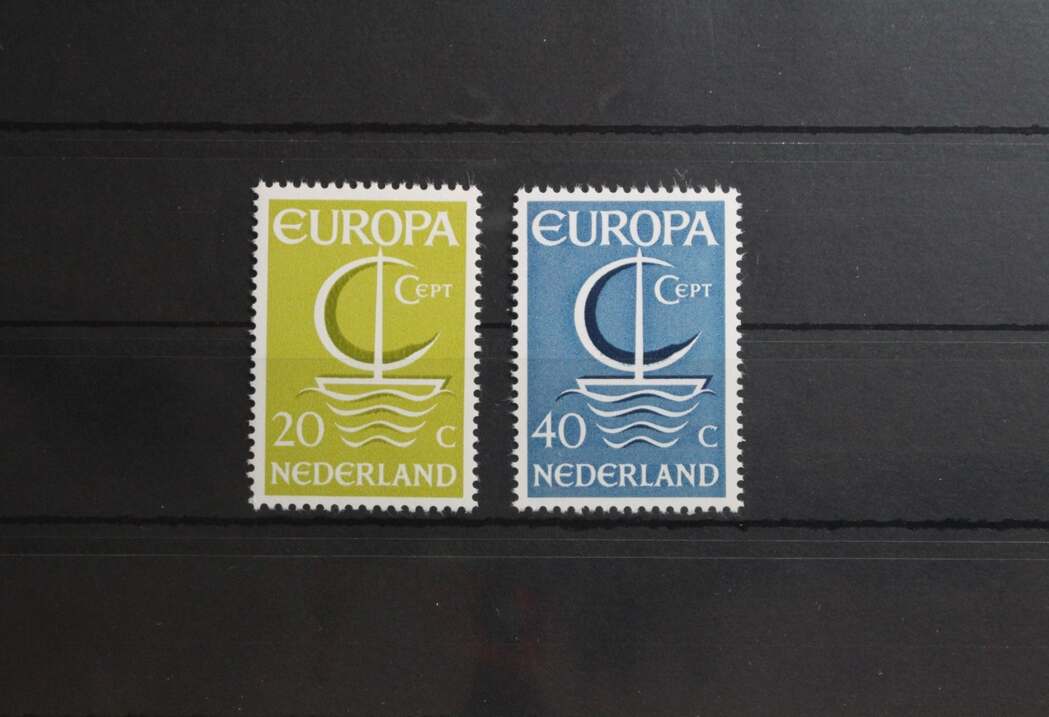 EUROPA
CEPT
20 C
NEDERLAND
EUROPA
CEPT
40 C
NEDERLAND